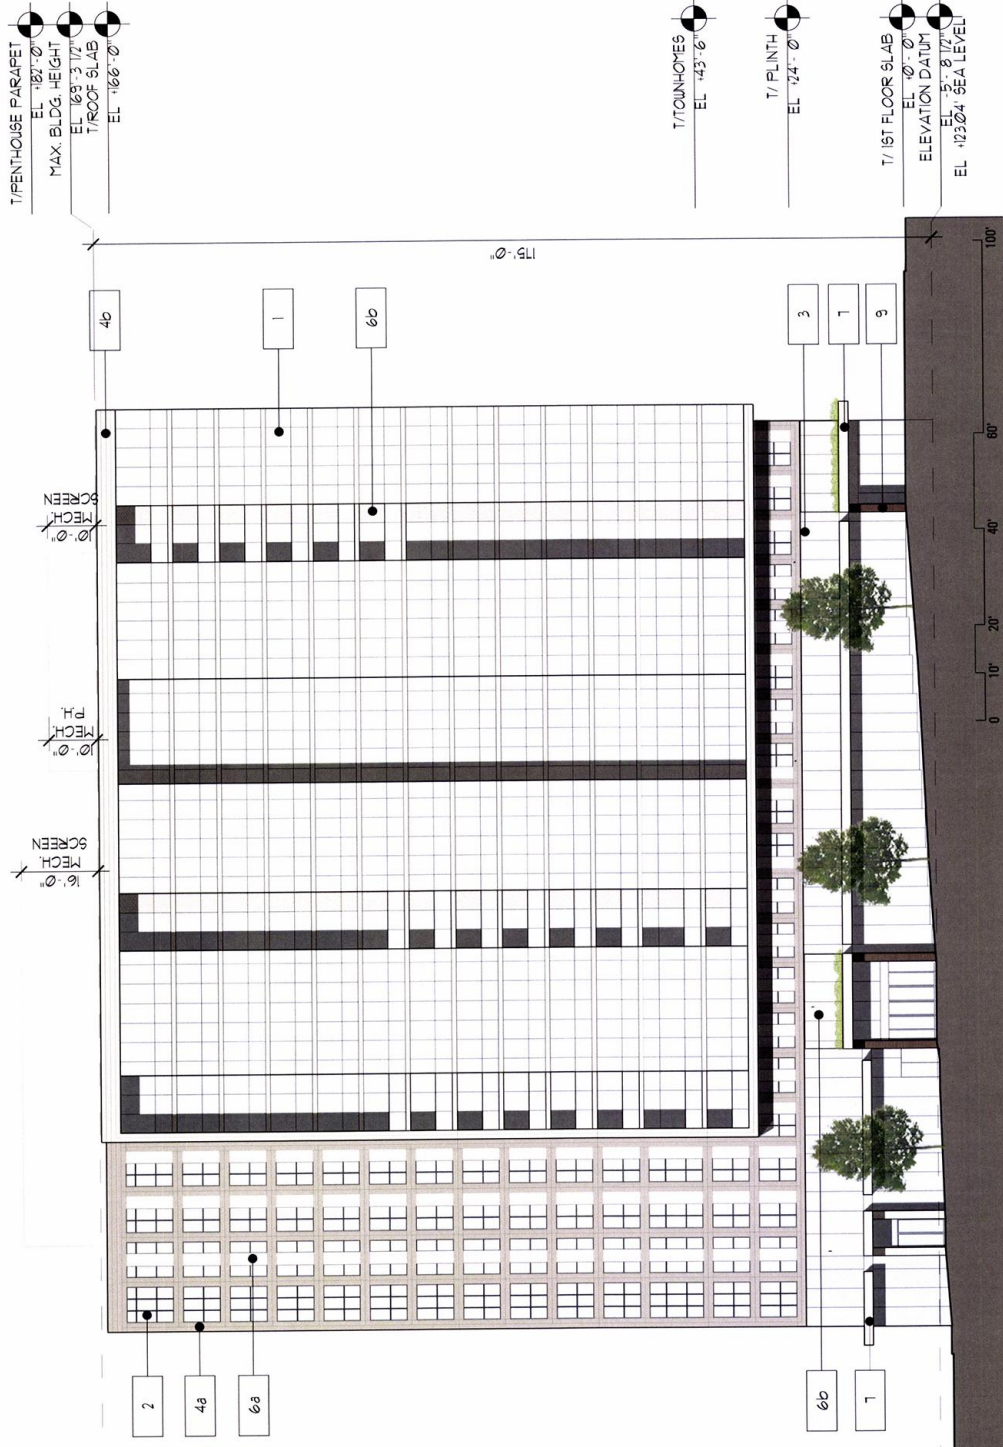 T/PENTHOUSE PARAPET
EL +182'-0"
MAX. BLDG. HEIGHT
EL 169'-3 1/2"
T/ROOF SLAB
EL +166'-0"
T/TOWNHOMES
EL +43'-6"
T/ PLINTH
EL +24'- 0"
T/ 1ST FLOOR SLAB
EL +0'- 0"
ELEVATION DATUM
EL -5'- 8 1/2"
EL +123.04' SEA LEVEL
175'-0"
4b
1
6b
3
7
9
10'-0"
MECH.
SCREEN
10'-0"
MECH.
P.H.
16'-0"
MECH.
SCREEN
2
4a
6a
6b
6b
7
0
10'
20'
40'
60'
100'